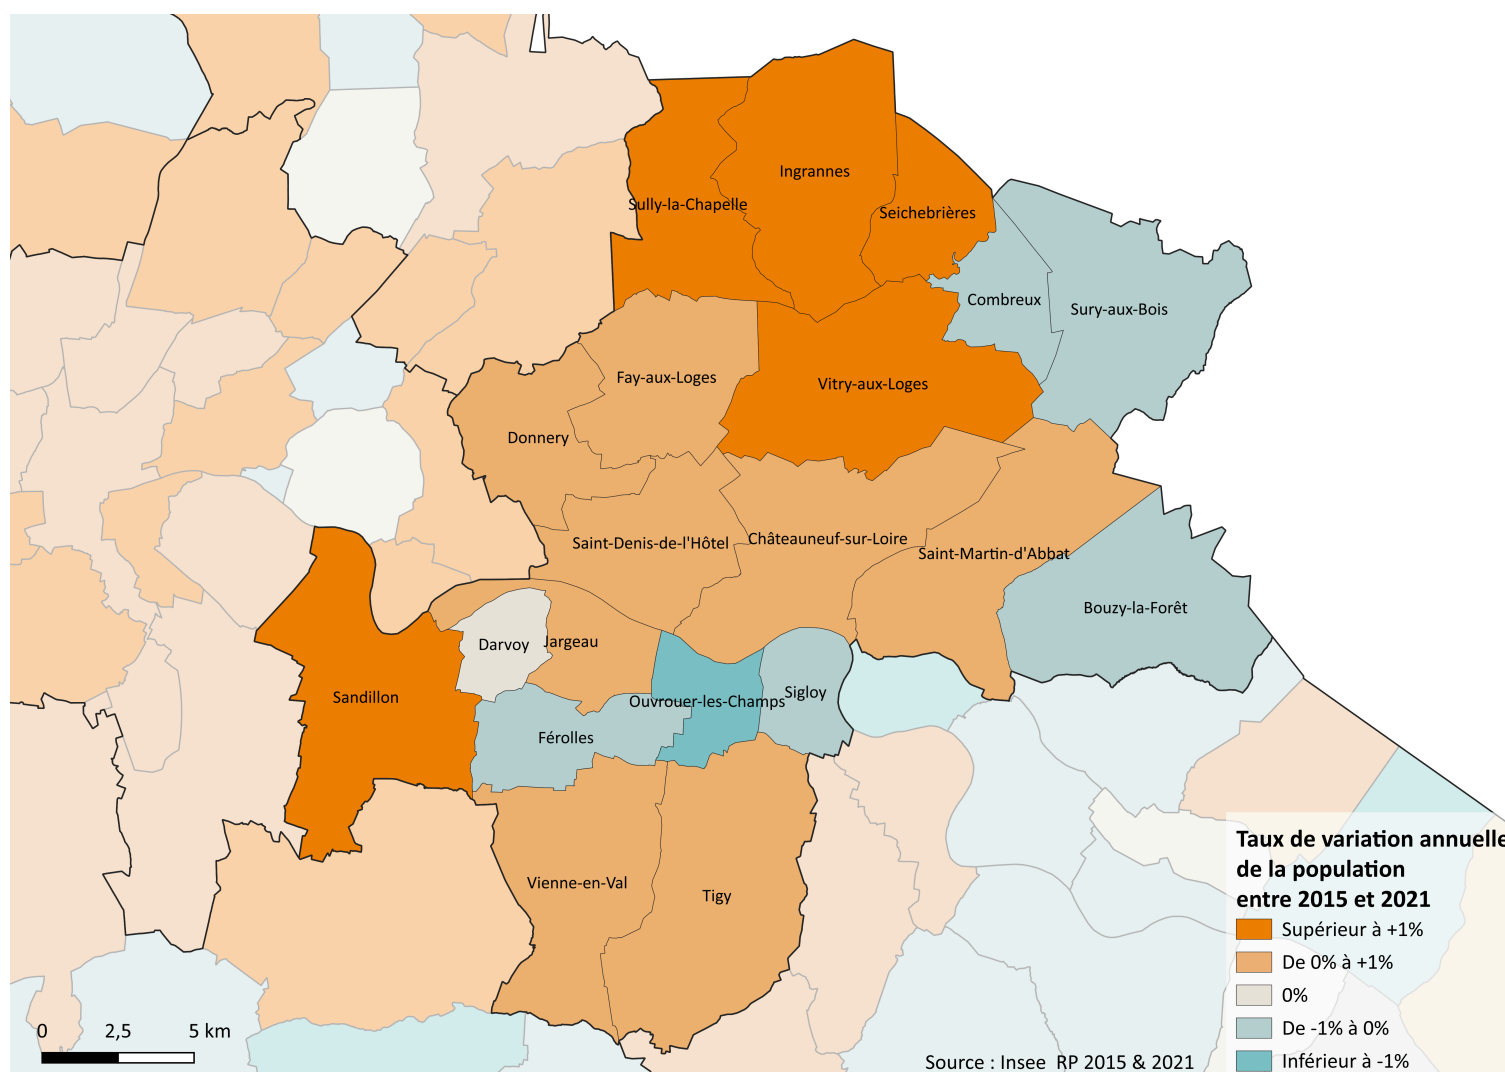 Ingrannes
Sully-la-Chapelle
Seichebrières
Combreux
Sury-aux-Bois
Fay-aux-Loges
Vitry-aux-Loges
Donnery
Saint-Denis-de-l'Hôtel
Châteauneuf-sur-Loire
Saint-Martin-d'Abbat
Bouzy-la-Forêt
Darvoy
Jargeau
Sandillon
Ouvrouer-les-Champs
Sigloy
Férolles
Vienne-en-Val
Tigy
Taux de variation annuelle
de la population
entre 2015 et 2021
Supérieur à +1%
De 0% à +1%
0%
De -1% à 0%
Inférieur à -1%
0 2,5 5 km
Source : Insee RP 2015 & 2021